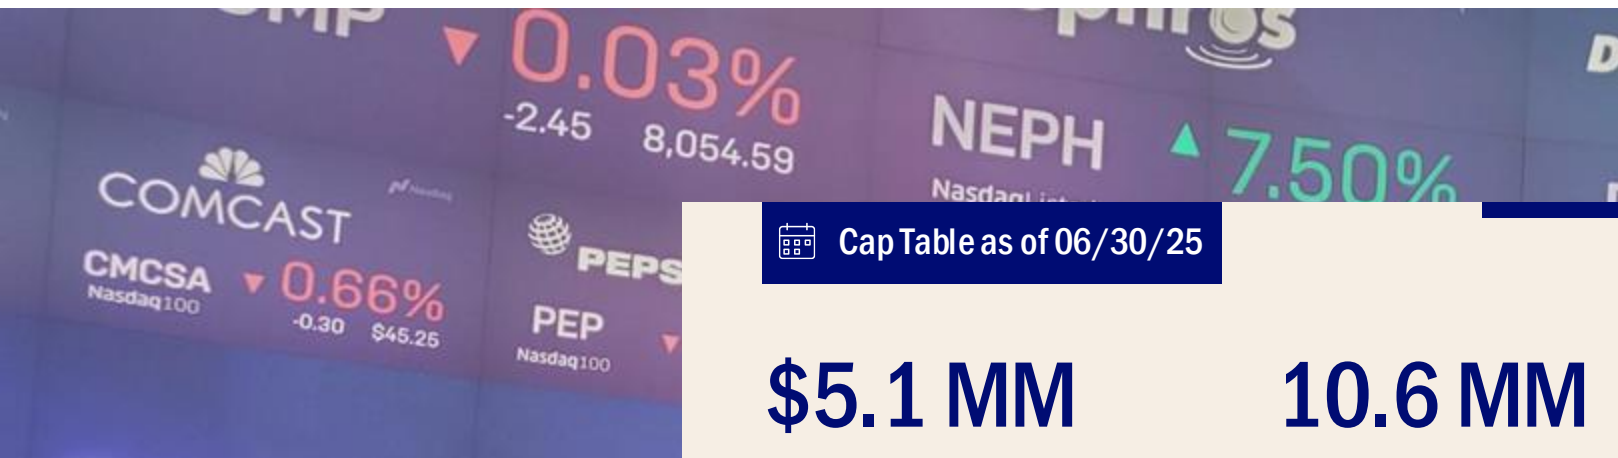 0.03%
-2.45 8,054.59
NEPH 7.50%
COMCAST
Nasdaq
CMCSA 0.66%
Nasdaq100
-0.30 $45.25
PEP
Nasdaq100
Cap Table as of 06/30/25
$5.1 MM 10.6 MM